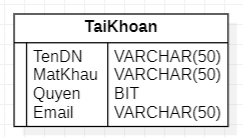 TaiKhoan
TenDN VARCHAR(50)
MatKhau VARCHAR(50)
Quyen BIT
Email VARCHAR(50)